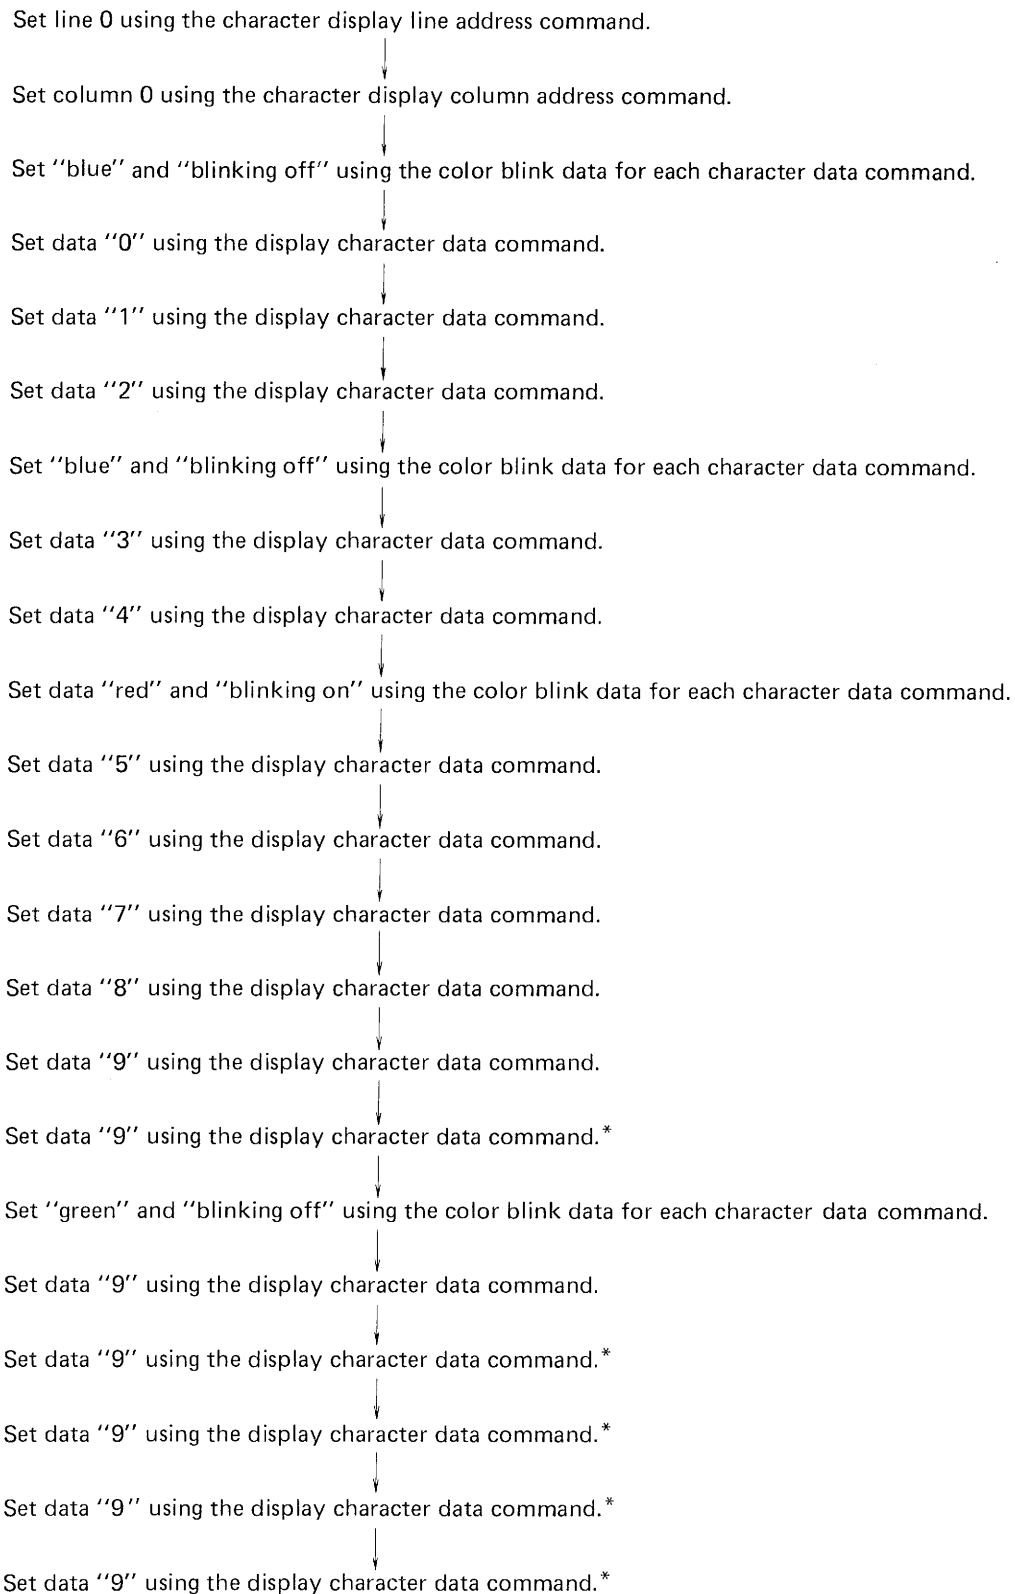 Set line 0 using the character display line address command.
Set column 0 using the character display column address command.
Set "blue" and "blinking off" using the color blink data for each character data command.
Set data "0" using the display character data command.
Set data "1" using the display character data command.
Set data "2" using the display character data command.
Set "blue" and "blinking off" using the color blink data for each character data command.
Set data "3" using the display character data command.
Set data "4" using the display character data command.
Set data "red" and "blinking on" using the color blink data for each character data command.
Set data "5" using the display character data command.
Set data "6" using the display character data command.
Set data "7" using the display character data command.
Set data "8" using the display character data command.
Set data "9" using the display character data command.
Set data "9" using the display character data command.*
Set "green" and "blinking off" using the color blink data for each character data command.
Set data "9" using the display character data command.
Set data "9" using the display character data command.*
Set data "9" using the display character data command.*
Set data "9" using the display character data command.*
Set data "9" using the display character data command.*